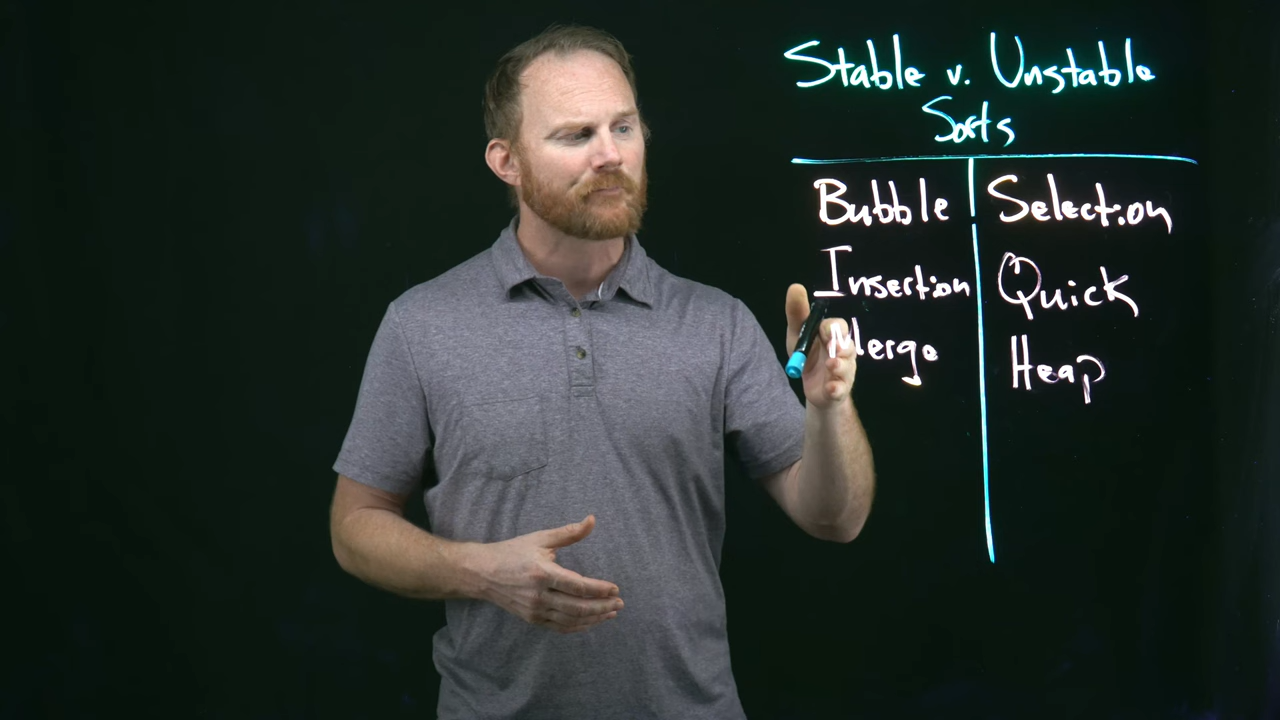 Stable v. Unstable
Sorts
Bubble
Selection
Insertion
Quick
Merge
Heap